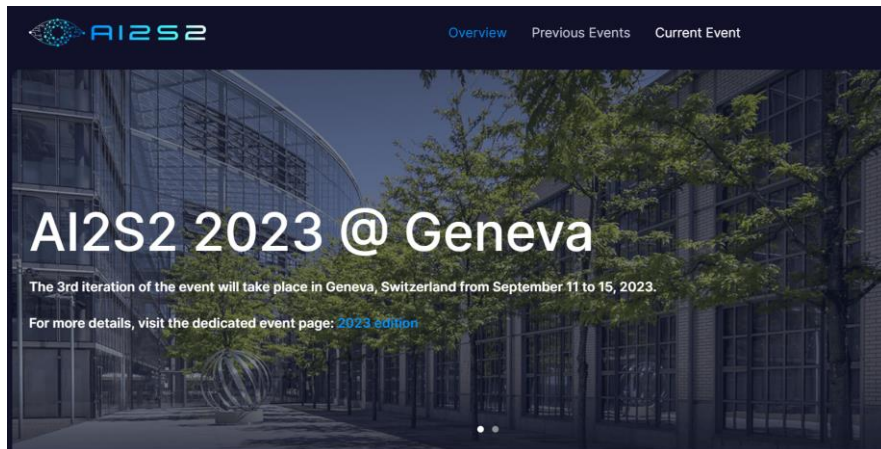 AI2S2
Overview Previous Events Current Event
AI2S2 2023 @ Geneva
The 3rd iteration of the event will take place in Geneva, Switzerland from September 11 to 15, 2023.
For more details, visit the dedicated event page: 2023 edition